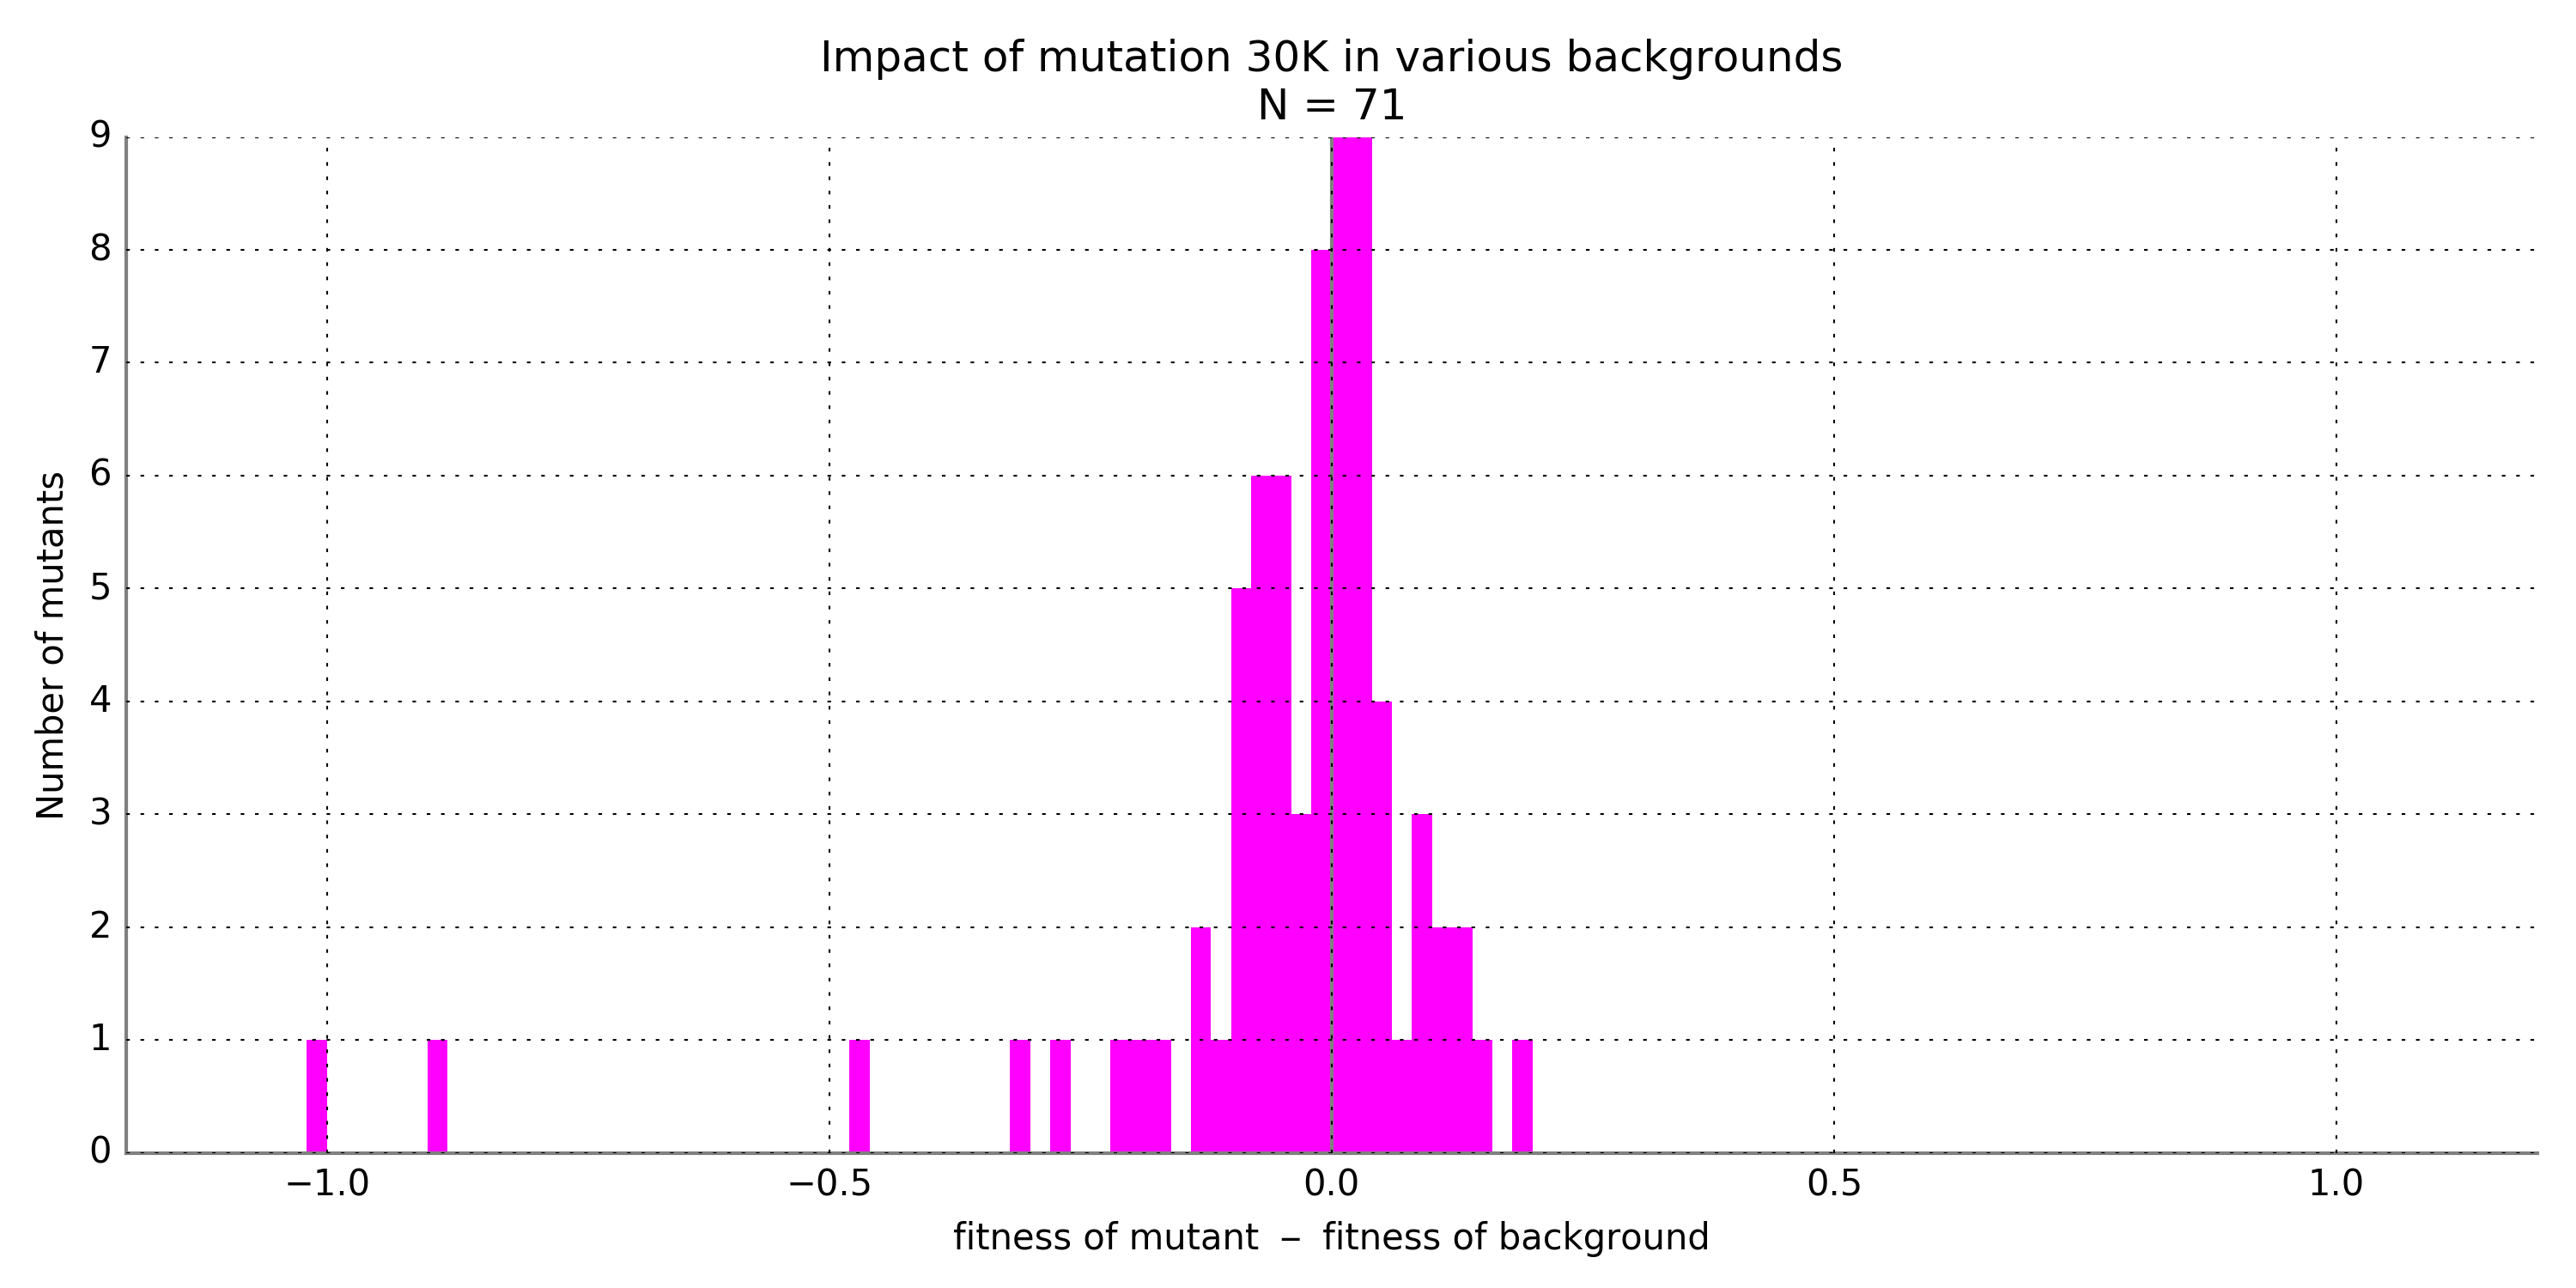 Impact of mutation 30K in various backgrounds
N = 71
9
8
7
6
5
4
3
2
1
0
Number of mutants
−1.0 −0.5 0.0 0.5 1.0
fitness of mutant – fitness of background